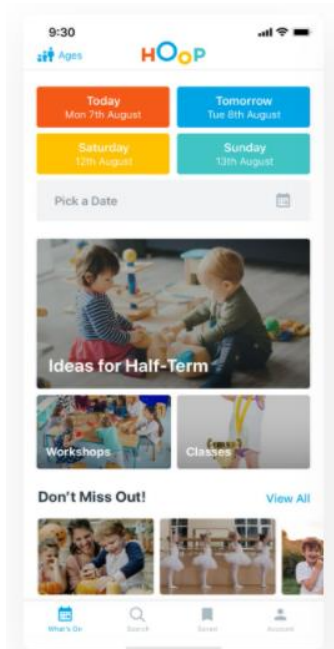 9:30
Ages
HOOP
Today
Mon 7th August
Tomorrow
Tue 8th August
Saturday
12th August
Sunday
13th August
Pick a Date
Ideas for Half-Term
Workshops
Classes
Don't Miss Out!
View All
What's On
Search
Saved
Account